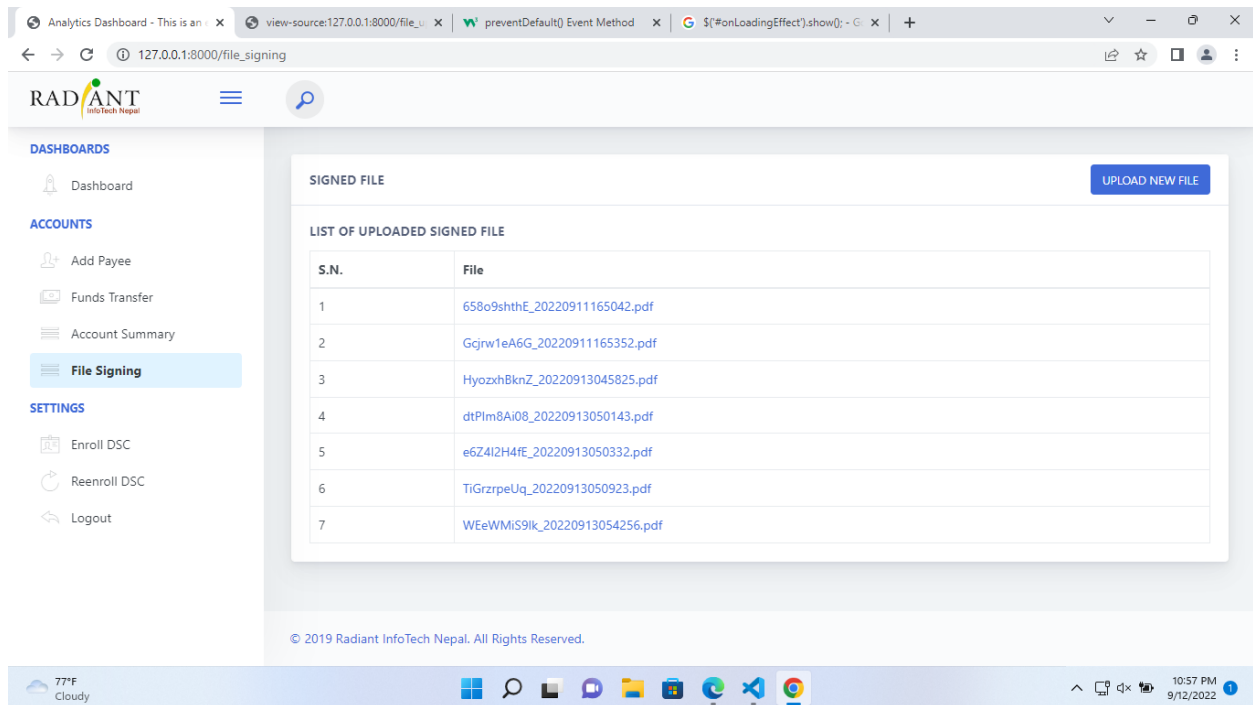 Analytics Dashboard - This is an
view-source:127.0.0.1:8000/file_u
preventDefault() Event Method
$('#onLoadingEffect').show(); - G
127.0.0.1:8000/file_signing
RADIANT
InfoTech Nepal
DASHBOARDS
Dashboard
ACCOUNTS
Add Payee
Funds Transfer
Account Summary
File Signing
SETTINGS
Enroll DSC
Reenroll DSC
Logout
SIGNED FILE
UPLOAD NEW FILE
LIST OF UPLOADED SIGNED FILE
S.N. File
1 658o9shthE_20220911165042.pdf
2 Gcjrw1eA6G_20220911165352.pdf
3 HyozxhBknZ_20220913045825.pdf
4 dtPIm8Ai08_20220913050143.pdf
5 e6Z4I2H4fE_20220913050332.pdf
6 TiGrzrpeUq_20220913050923.pdf
7 WEeWMiS9Ik_20220913054256.pdf
© 2019 Radiant InfoTech Nepal. All Rights Reserved.
77°F
Cloudy
10:57 PM
9/12/2022
1